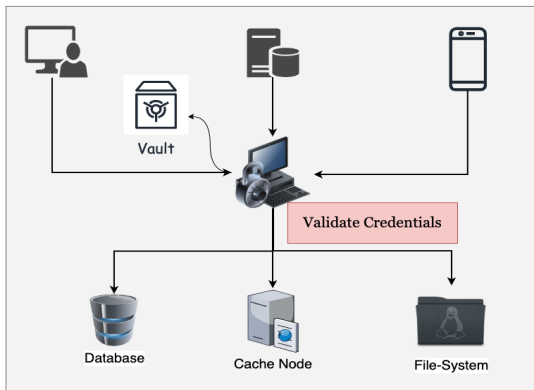 Vault
Validate Credentials
Database
Cache Node
File-System